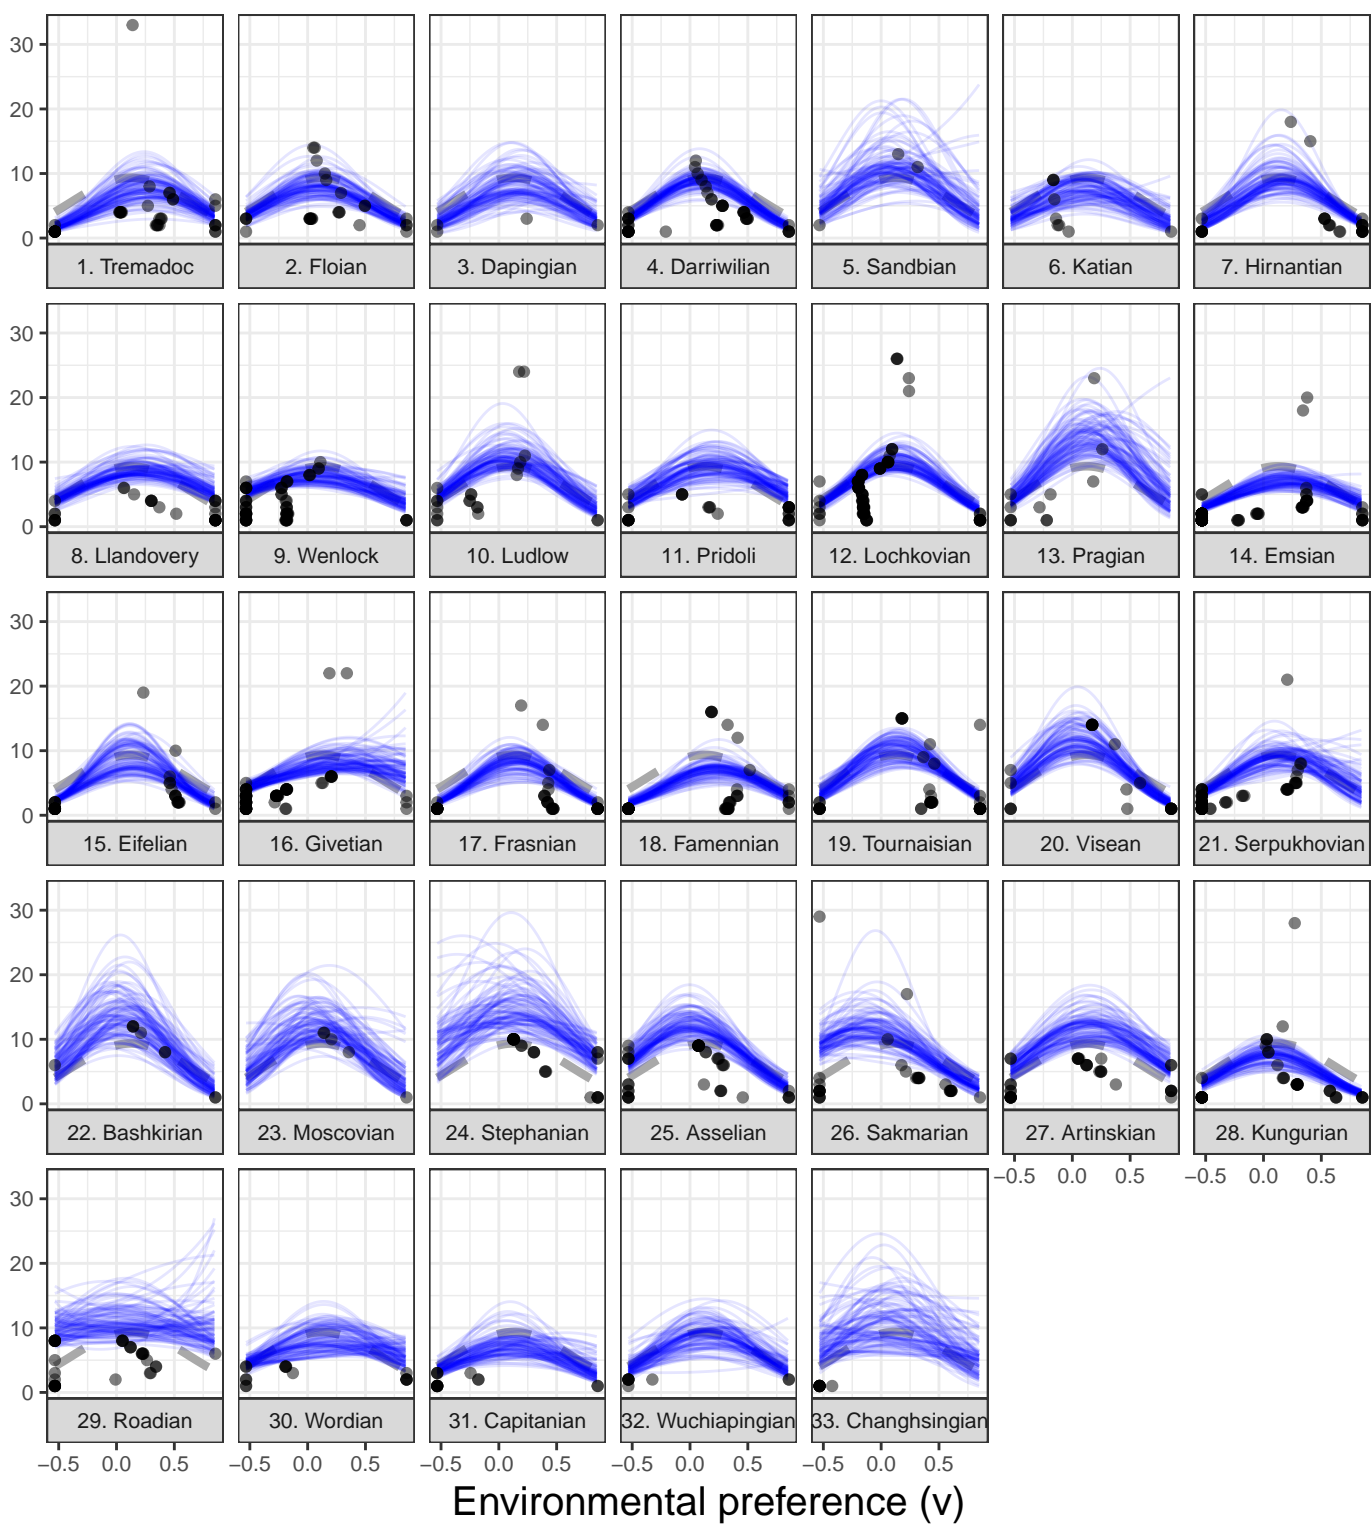 30
20
10
0
1. Tremadoc 2. Floian 3. Dapingian 4. Darriwilian 5. Sandbian 6. Katian 7. Hirnantian
30
20
10
0
8. Llandovery 9. Wenlock 10. Ludlow 11. Pridoli 12. Lochkovian 13. Pragian 14. Emsian
30
20
10
0
15. Eifelian 16. Givetian 17. Frasnian 18. Famennian 19. Tournaisian 20. Visean 21. Serpukhovian
30
20
10
0
22. Bashkirian 23. Moscovian 24. Stephanian 25. Asselian 26. Sakmarian 27. Artinskian 28. Kungurian
−0.5 0.0 0.5 −0.5 0.0 0.5
30
20
10
0
29. Roadian 30. Wordian 31. Capitanian 32. Wuchiapingian 33. Changhsingian
−0.5 0.0 0.5 −0.5 0.0 0.5 −0.5 0.0 0.5 −0.5 0.0 0.5 −0.5 0.0 0.5
Environmental preference (v)